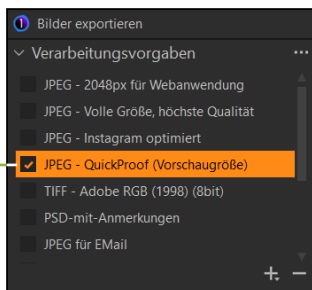 Bilder exportieren
Verarbeitungsvorgaben
JPEG - 2048px für Webanwendung
JPEG - Volle Größe, höchste Qualität
JPEG - Instagram optimiert
JPEG - QuickProof (Vorschaugröße)
TIFF - Adobe RGB (1998) (8bit)
PSD-mit-Anmerkungen
JPEG für EMail